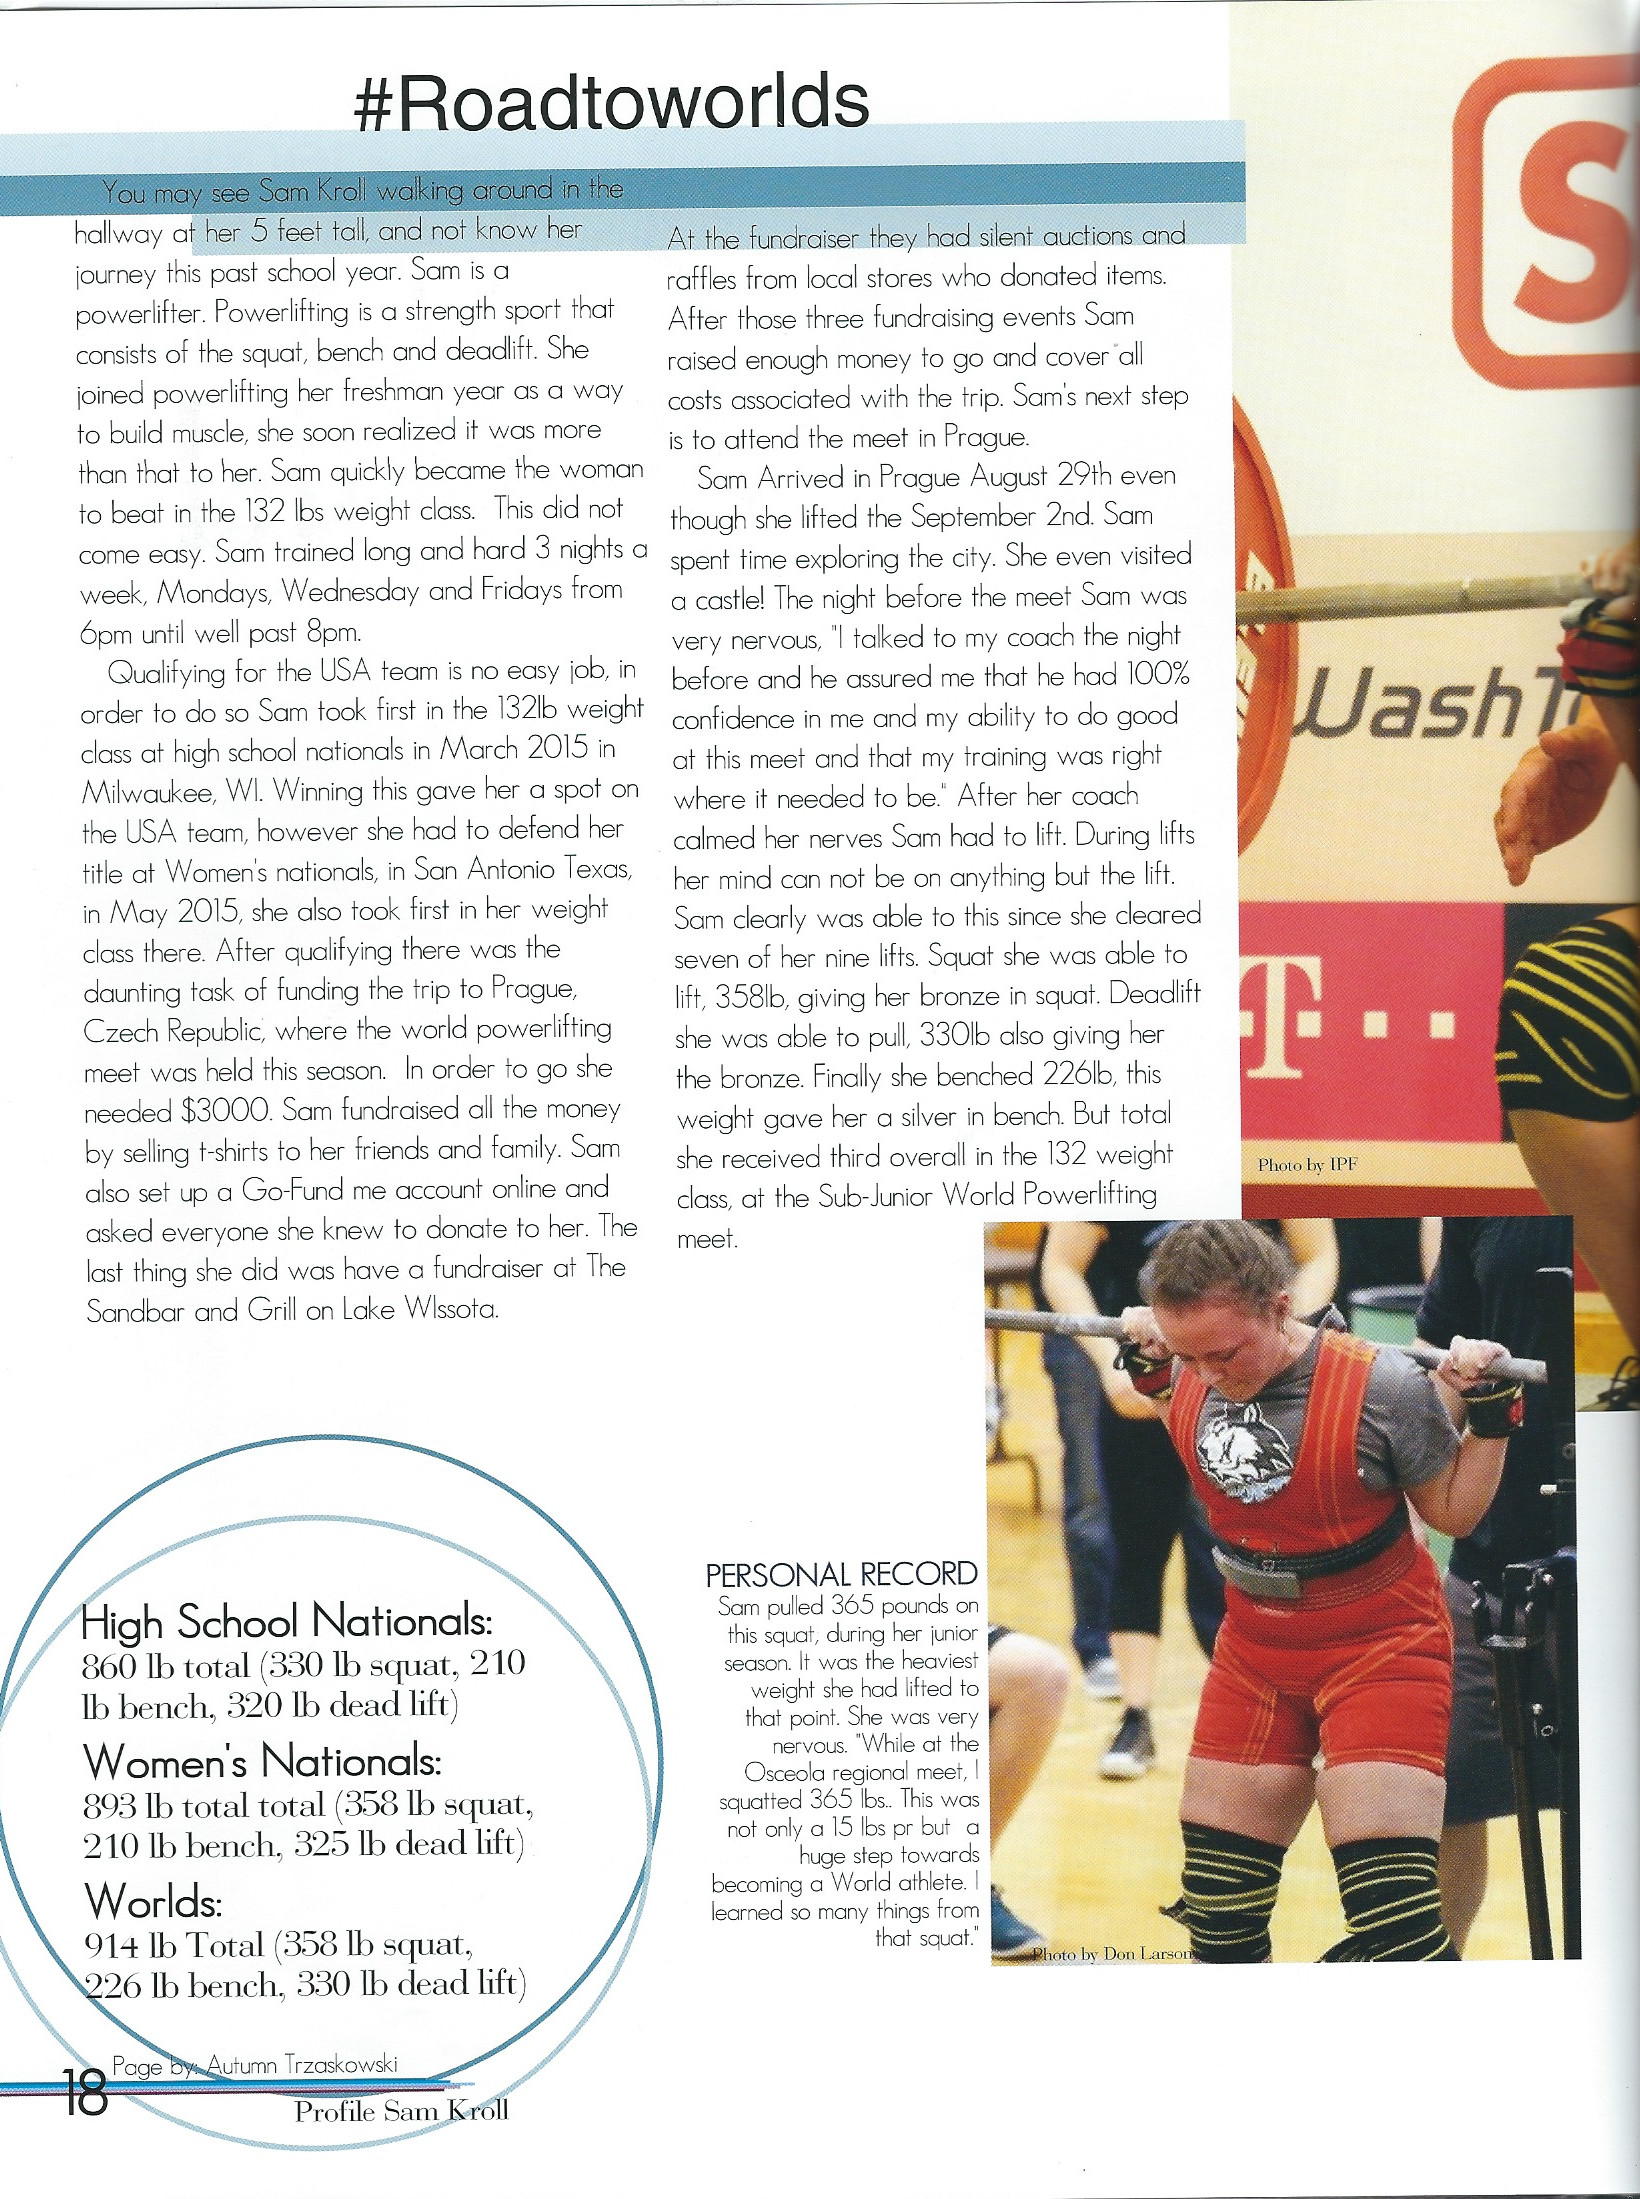 #Roadtoworlds
You may see Sam Kroll walking around in the
hallway at her 5 feet tall, and not know her
journey this past school year. Sam is a
powerlifter. Powerlifting is a strength sport that
consists of the squat, bench and deadlift. She
joined powerlifting her freshman year as a way
to build muscle, she soon realized it was more
than that to her. Sam quickly became the woman
to beat in the 132 lbs weight class. This did not
come easy. Sam trained long and hard 3 nights a
week, Mondays, Wednesday and Fridays from
6pm until well past 8pm.
Qualifying for the USA team is no easy job, in
order to do so Sam took first in the 132lb weight
class at high school nationals in March 2015 in
Milwaukee, WI. Winning this gave her a spot on
the USA team, however she had to defend her
title at Women's nationals, in San Antonio Texas,
in May 2015, she also took first in her weight
class there. After qualifying there was the
daunting task of funding the trip to Prague,
Czech Republic, where the world powerlifting
meet was held this season. In order to go she
needed $3000. Sam fundraised all the money
by selling t-shirts to her friends and family. Sam
also set up a Go-Fund me account online and
asked everyone she knew to donate to her. The
last thing she did was have a fundraiser at The
Sandbar and Grill on Lake WIssota.
At the fundraiser they had silent auctions and
raffles from local stores who donated items.
After those three fundraising events Sam
raised enough money to go and cover all
costs associated with the trip. Sam's next step
is to attend the meet in Prague.
Sam Arrived in Prague August 29th even
though she lifted the September 2nd. Sam
spent time exploring the city. She even visited
a castle! The night before the meet Sam was
very nervous, "I talked to my coach the night
before and he assured me that he had 100%
confidence in me and my ability to do good
at this meet and that my training was right
where it needed to be." After her coach
calmed her nerves Sam had to lift. During lifts
her mind can not be on anything but the lift.
Sam clearly was able to this since she cleared
seven of her nine lifts. Squat she was able to
lift, 358lb, giving her bronze in squat. Deadlift
she was able to pull, 330lb also giving her
the bronze. Finally she benched 226lb, this
weight gave her a silver in bench. But total
she received third overall in the 132 weight
class, at the Sub-Junior World Powerlifting
meet.
WashT
T
Photo by IPF
High School Nationals:
860 lb total (330 lb squat, 210
lb bench, 320 lb dead lift)
Women's Nationals:
893 lb total total (358 lb squat,
210 lb bench, 325 lb dead lift)
Worlds:
914 lb Total (358 lb squat,
226 lb bench, 330 lb dead lift)
PERSONAL RECORD
Sam pulled 365 pounds on
this squat, during her junior
season. It was the heaviest
weight she had lifted to
that point. She was very
nervous. "While at the
Osceola regional meet, I
squatted 365 lbs.. This was
not only a 15 lbs pr but a
huge step towards
becoming a World athlete. I
learned so many things from
that squat."
Photo by Don Larson
Page by: Autumn Trzaskowski
18
Profile Sam Kroll